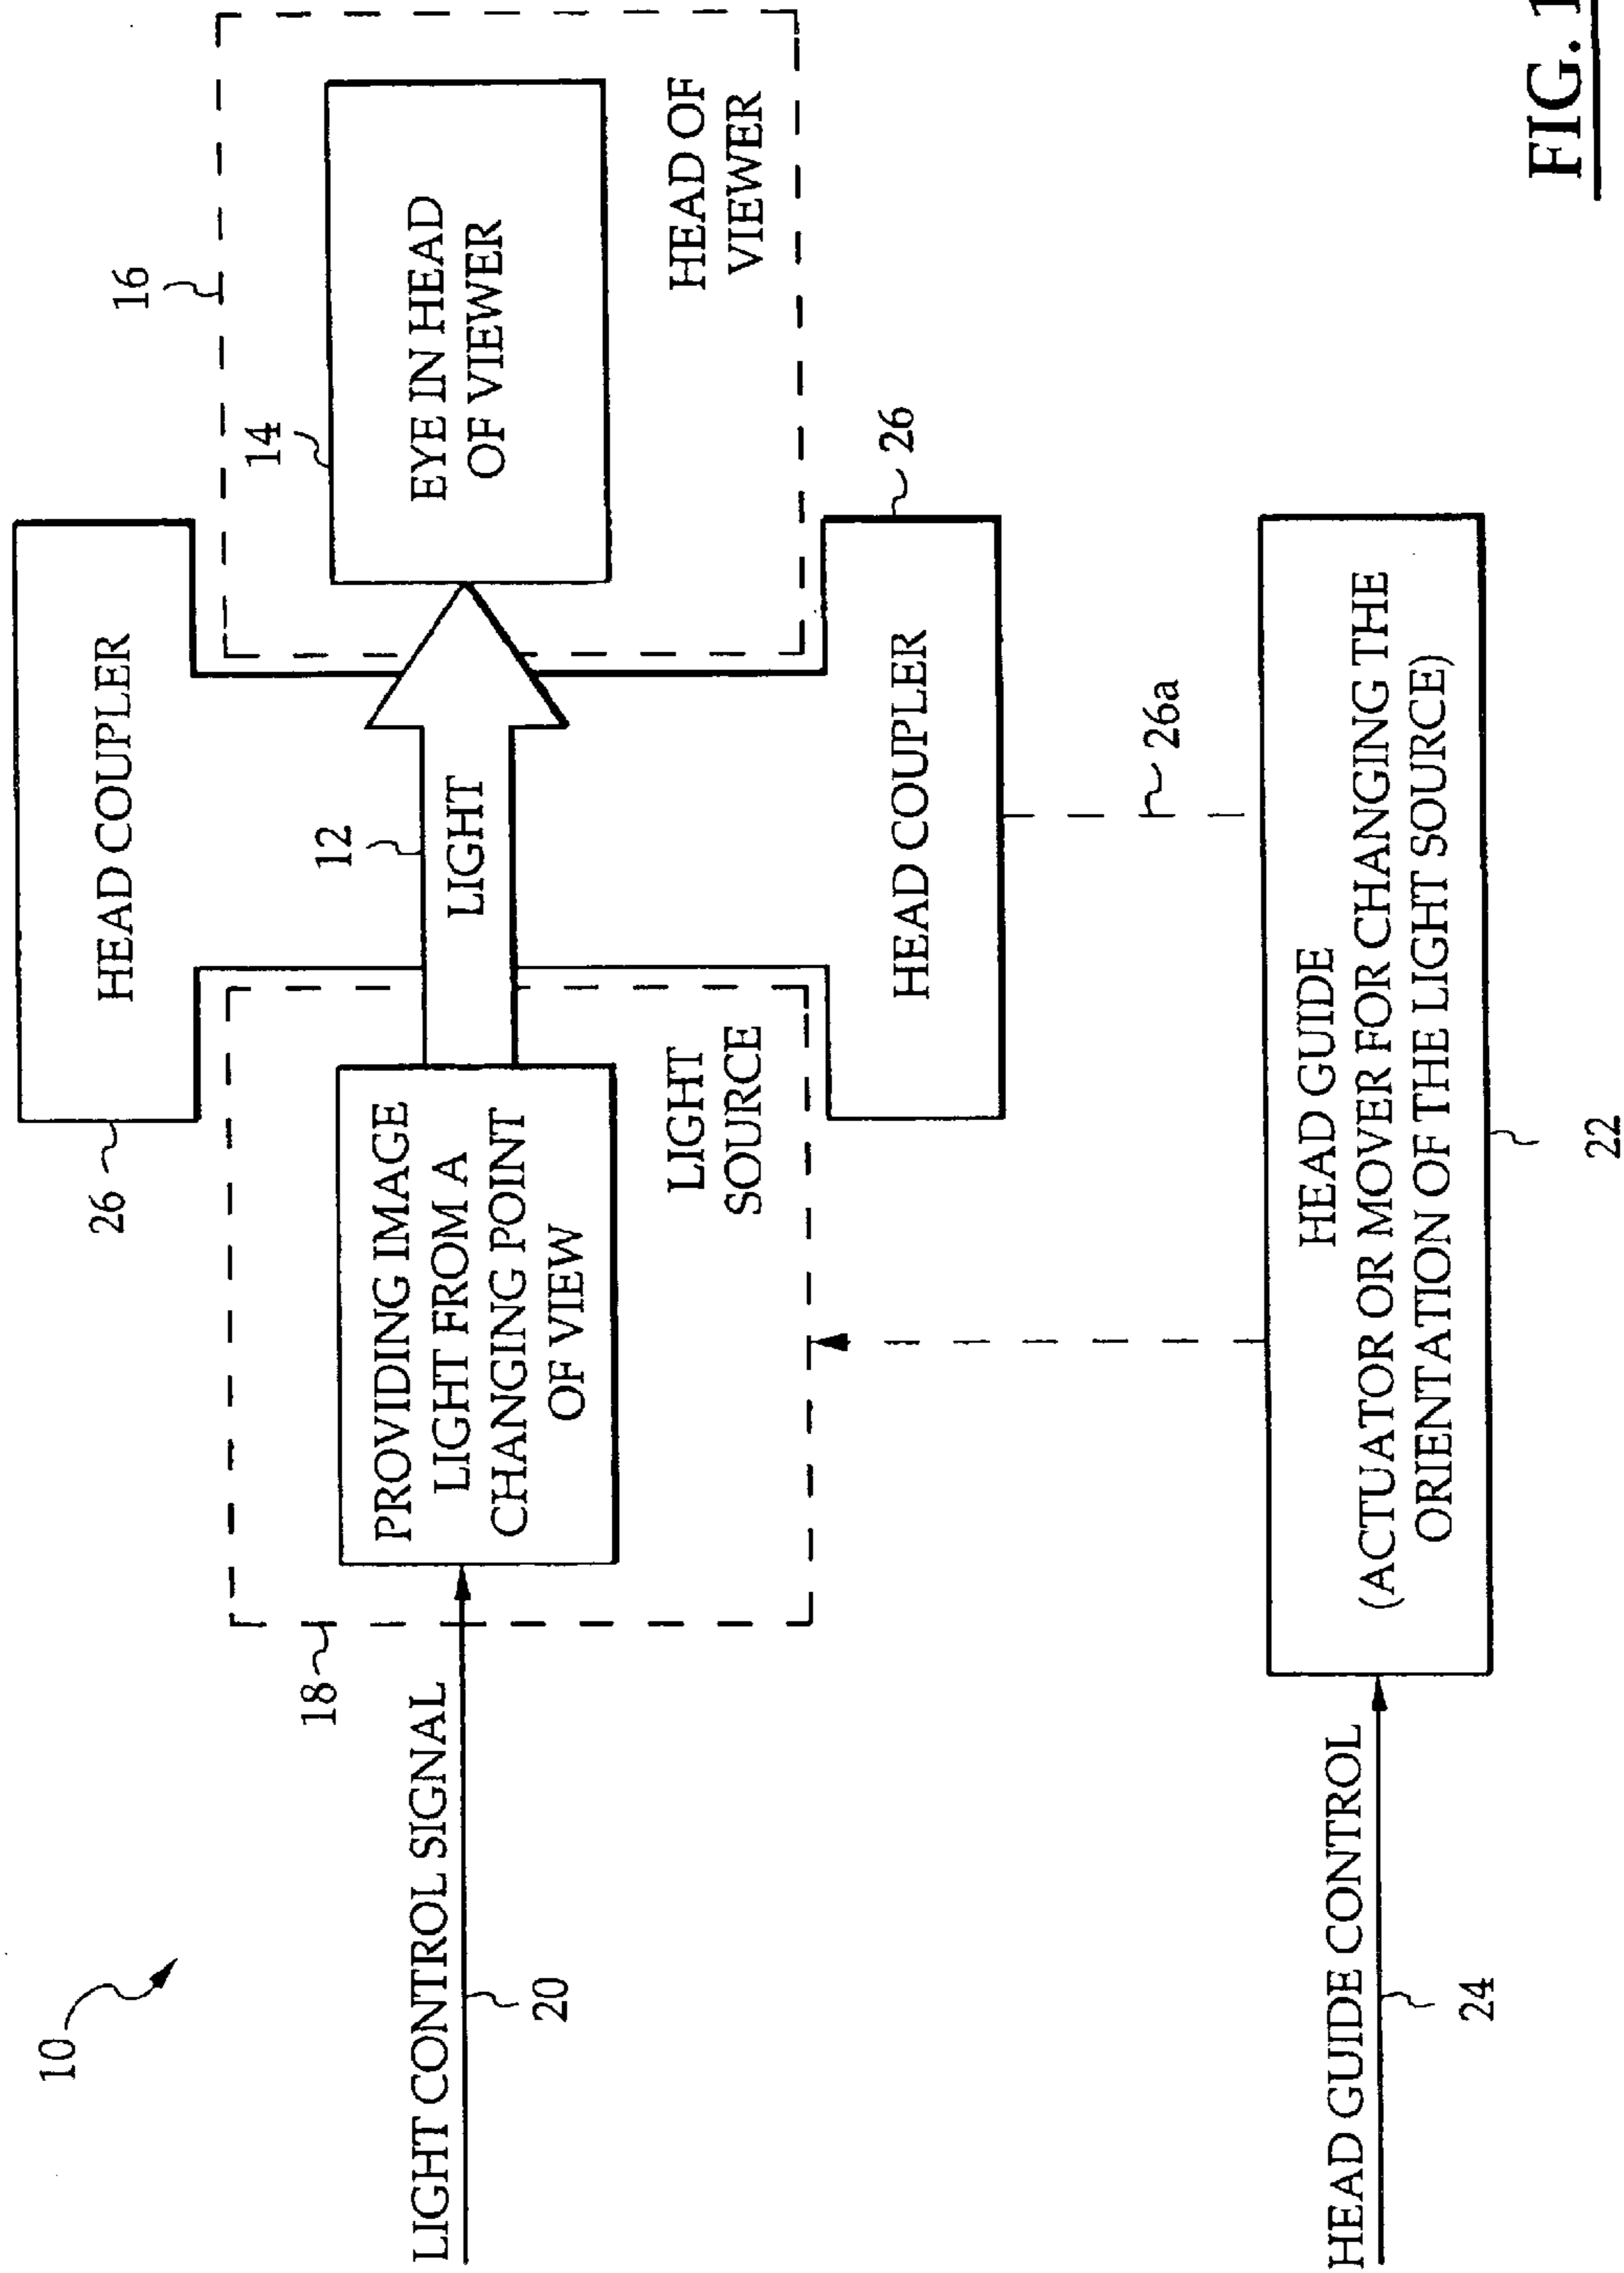 10
26
HEAD COUPLER
16
18
12
14
LIGHT CONTROL SIGNAL
20
PROVIDING IMAGE
LIGHT FROM A
CHANGING POINT
OF VIEW
LIGHT
EYE IN HEAD
OF VIEWER
LIGHT
SOURCE
HEAD OF
VIEWER
HEAD COUPLER
26
26a
HEAD GUIDE CONTROL
24
HEAD GUIDE
(ACTUATOR OR MOVER FOR CHANGING THE
ORIENTATION OF THE LIGHT SOURCE)
22
FIG. 1